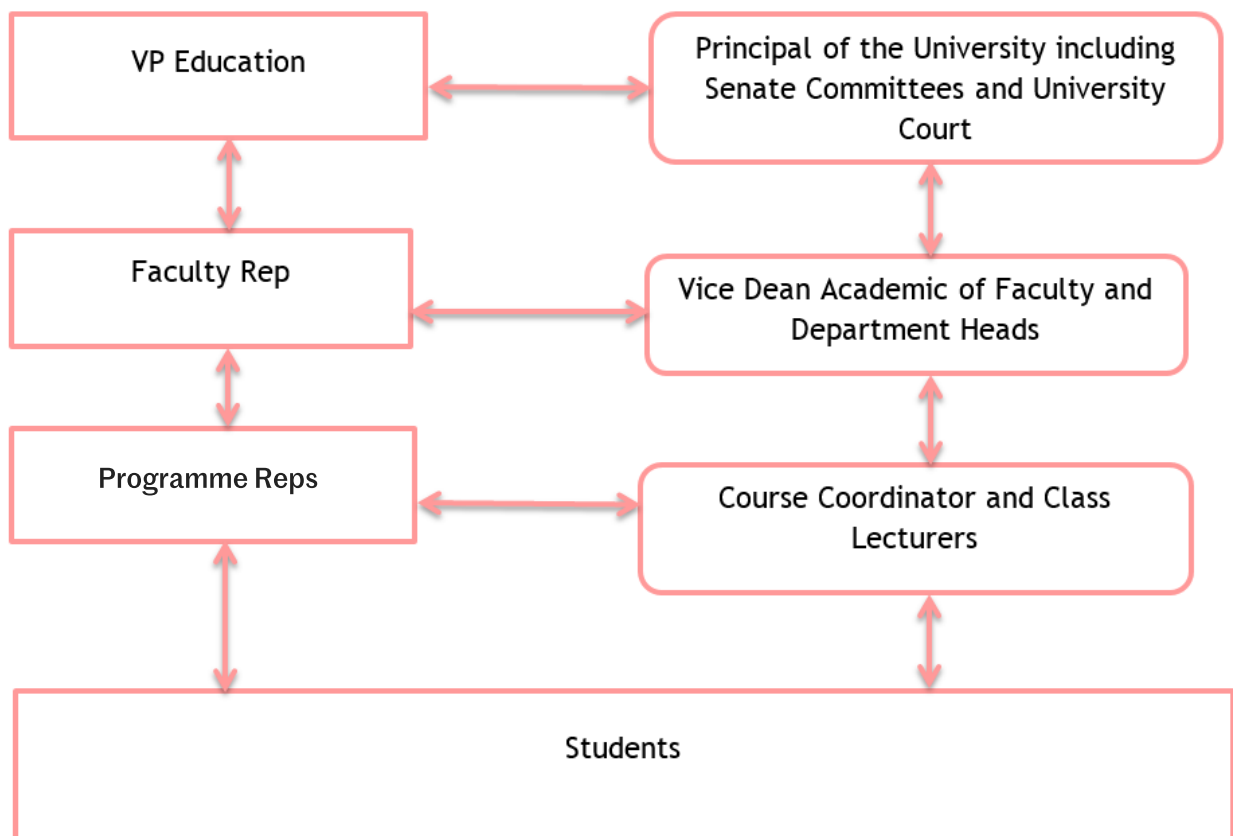 VP Education
Principal of the University including
Senate Committees and University
Court
Faculty Rep
Vice Dean Academic of Faculty and
Department Heads
Programme Reps
Course Coordinator and Class
Lecturers
Students